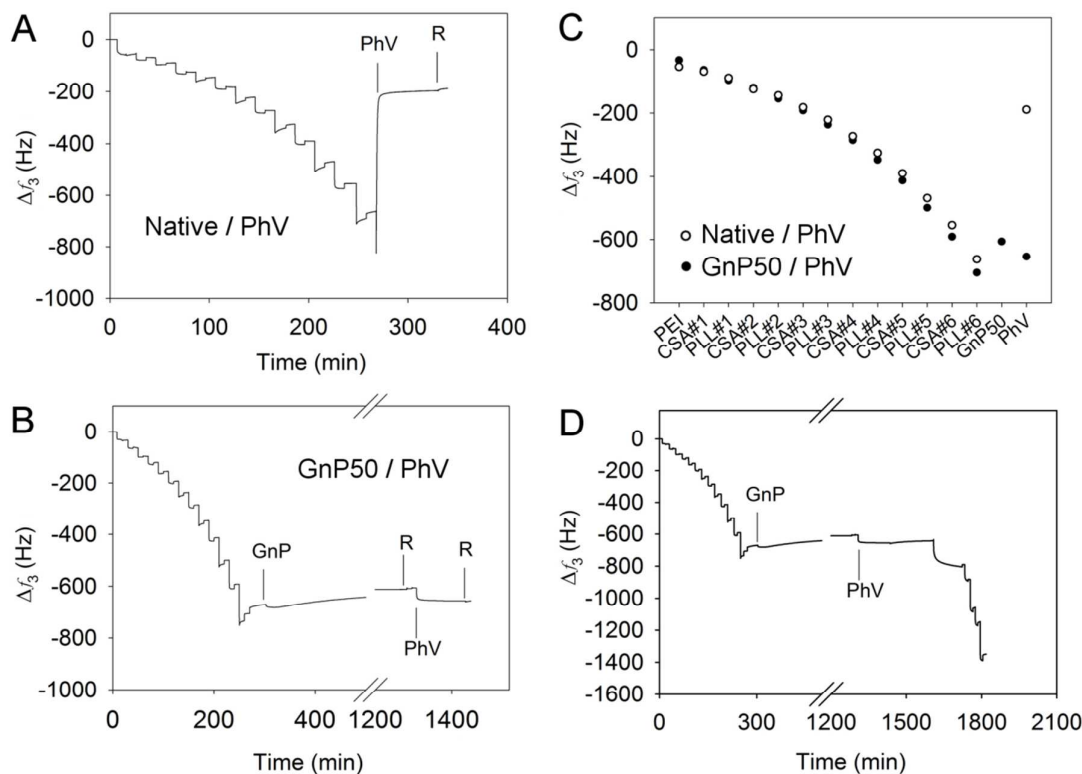 A
0
-200
-400
-600
-800
-1000
Δf3 (Hz)
PhV
R
Native / PhV
0
100
200
300
400
Time (min)
C
0
-200
-400
-600
-800
Δf3 (Hz)
Native / PhV
GnP50 / PhV
PEI
CSA#1
PLL#1
CSA#2
PLL#2
CSA#3
PLL#3
CSA#4
PLL#4
CSA#5
PLL#5
CSA#6
PLL#6
GnP50
PhV
B
0
-200
-400
-600
-800
-1000
Δf3 (Hz)
GnP50 / PhV
GnP
R
R
PhV
0
200
400
1200
1400
Time (min)
D
0
-200
-400
-600
-800
-1000
-1200
-1400
-1600
Δf3 (Hz)
GnP
PhV
0
300
1200
1500
1800
2100
Time (min)